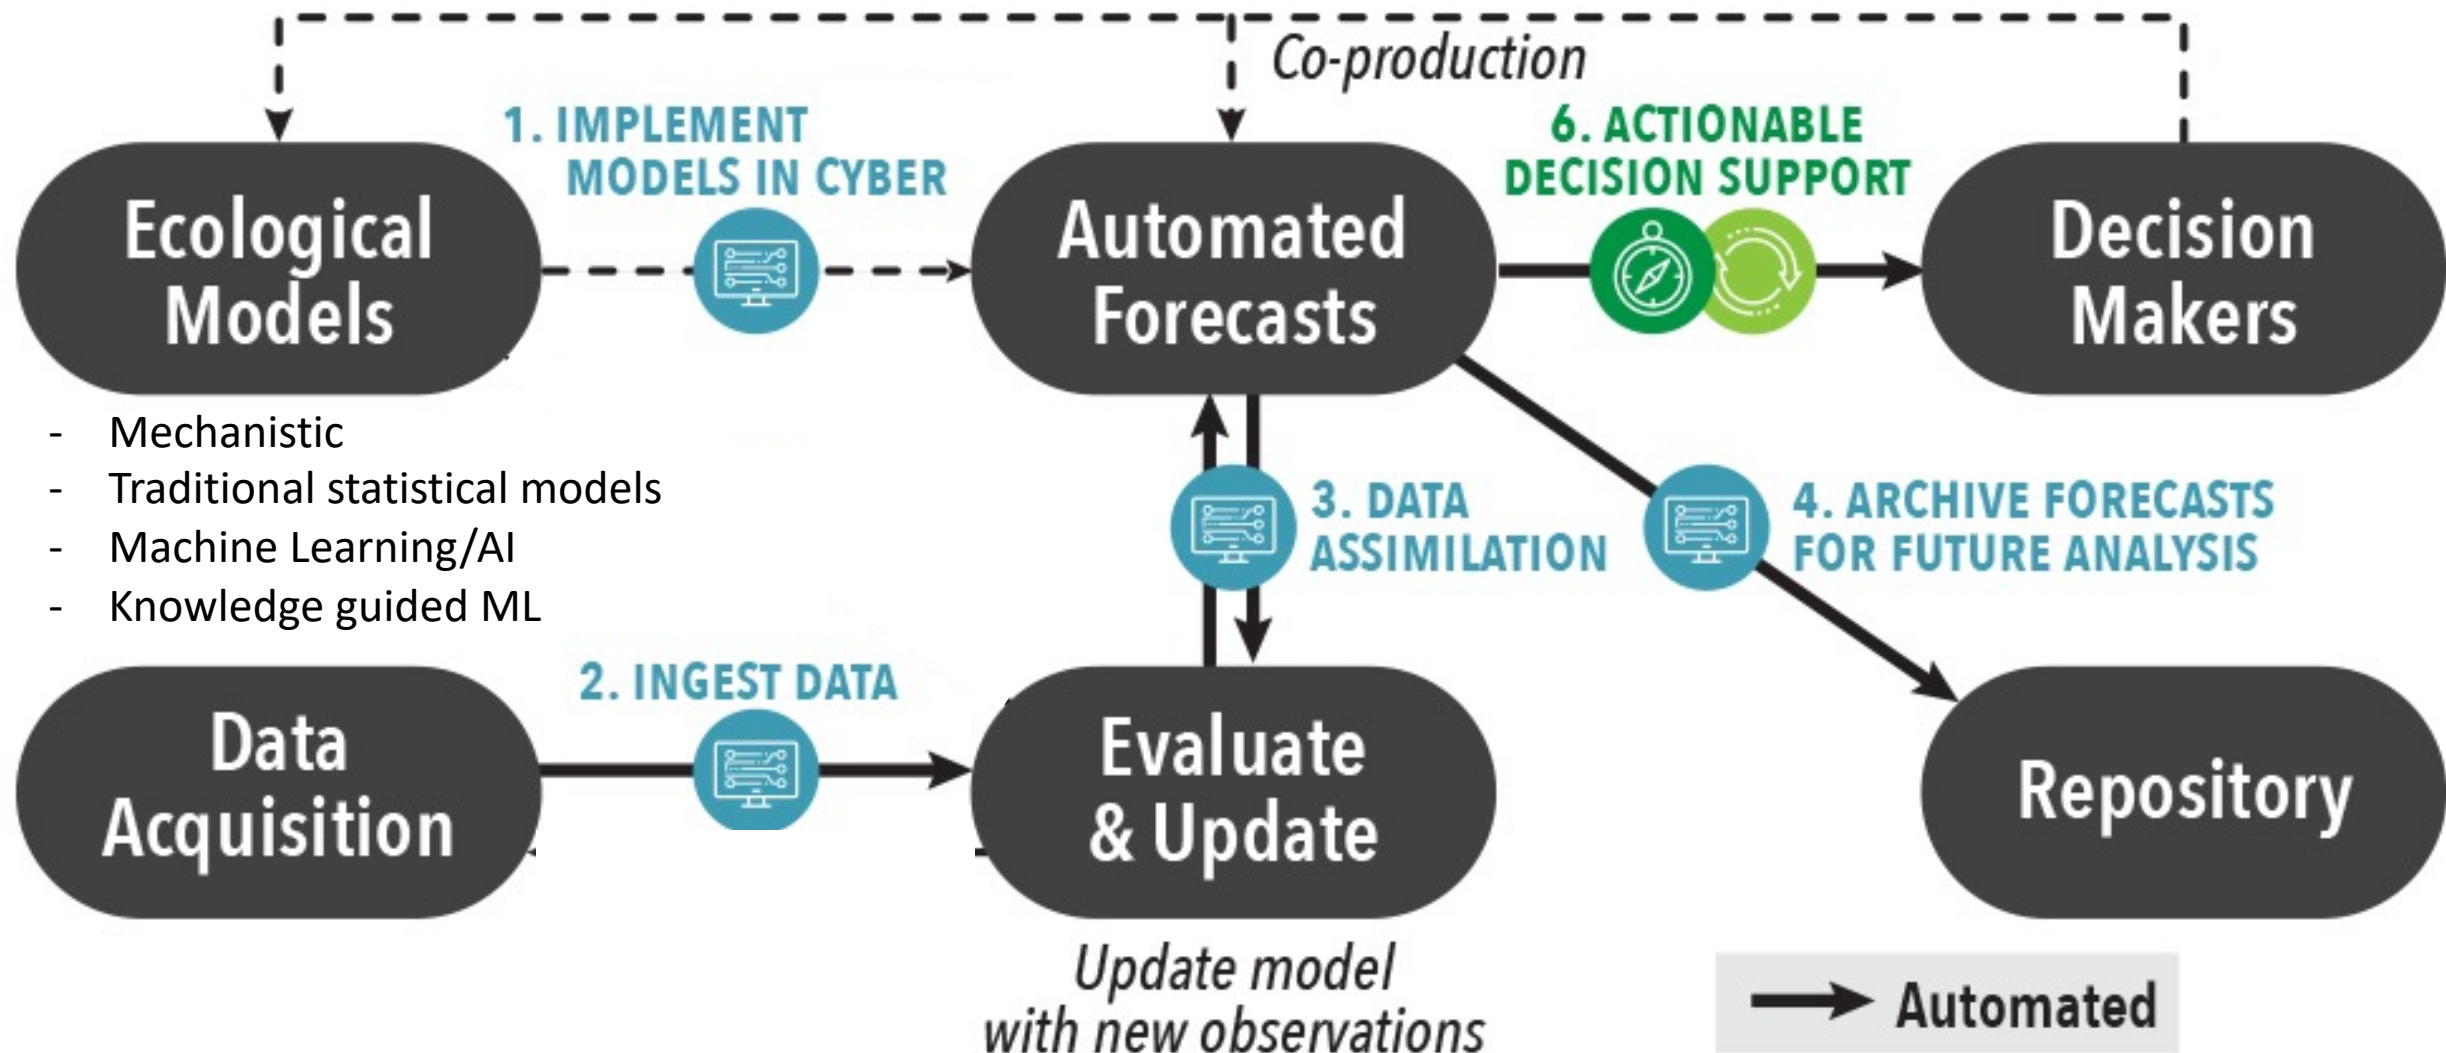 Co-production
1. IMPLEMENT
MODELS IN CYBER
6. ACTIONABLE
DECISION SUPPORT
Ecological
Models
Automated
Forecasts
Decision
Makers
- Mechanistic
- Traditional statistical models
- Machine Learning/AI
- Knowledge guided ML
3. DATA
ASSIMILATION
4. ARCHIVE FORECASTS
FOR FUTURE ANALYSIS
2. INGEST DATA
Data
Acquisition
Evaluate
& Update
Repository
Update model
with new observations
Automated